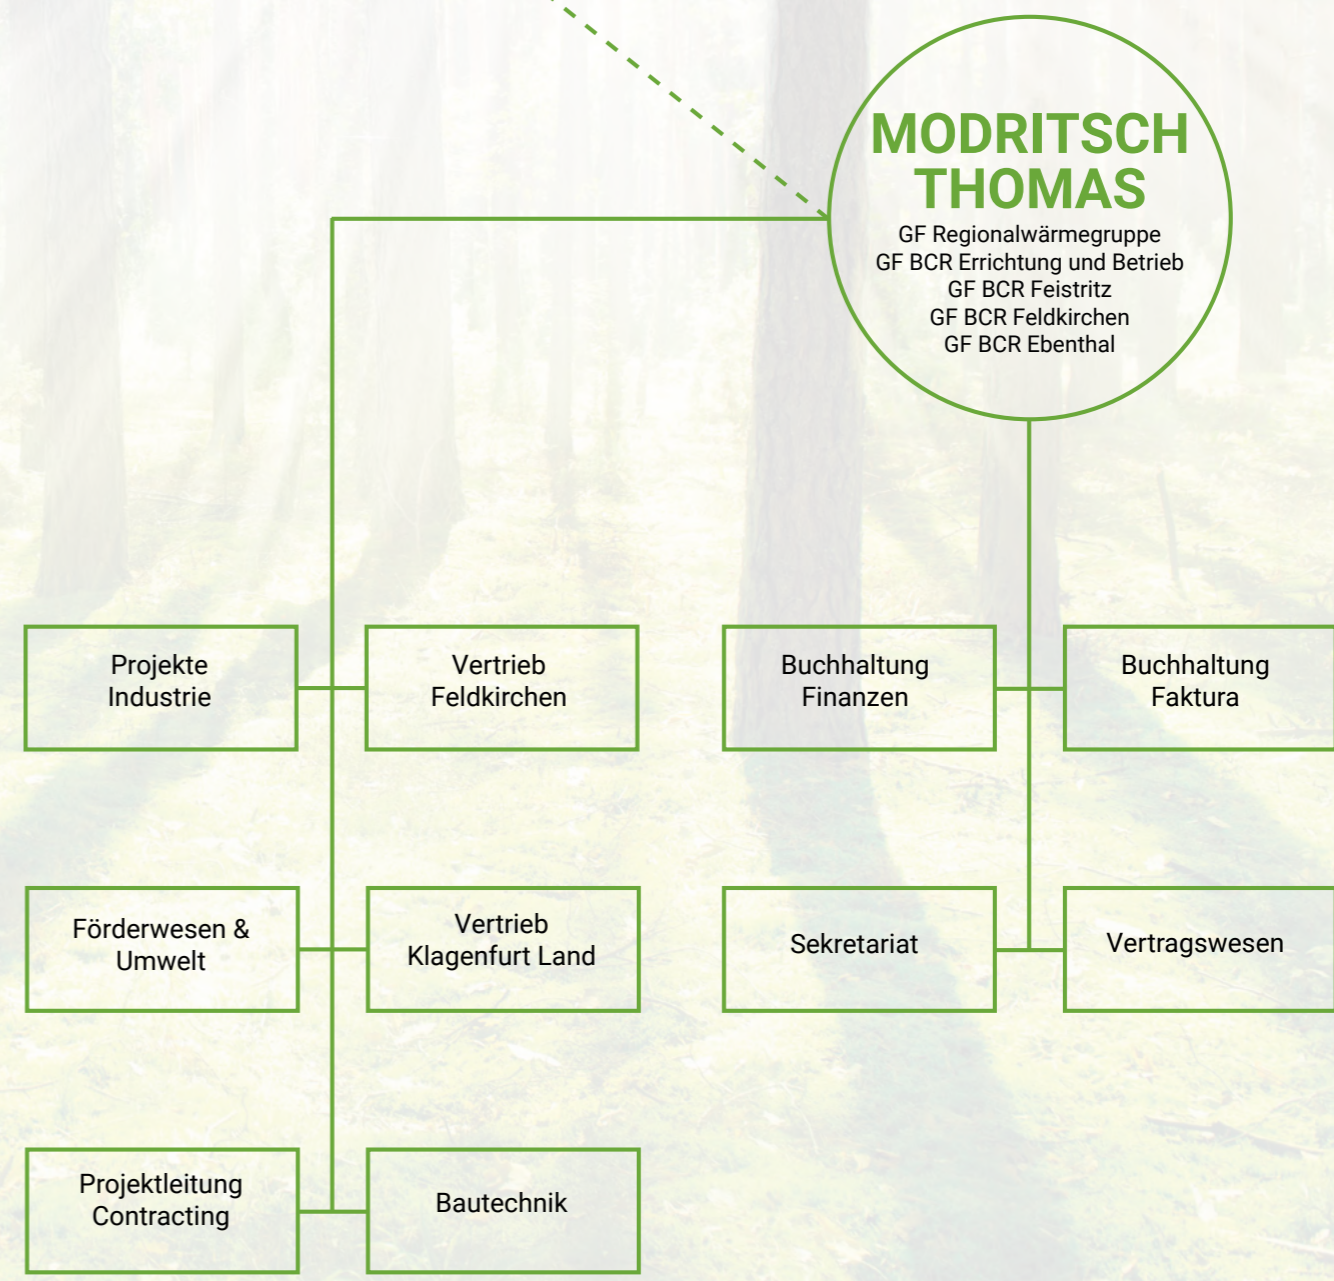 MODRITSCH
THOMAS
GF Regionalwärmegruppe
GF BCR Errichtung und Betrieb
GF BCR Feistritz
GF BCR Feldkirchen
GF BCR Ebenthal
Projekte
Industrie
Vertrieb
Feldkirchen
Buchhaltung
Finanzen
Buchhaltung
Faktura
Förderwesen &
Umwelt
Vertrieb
Klagenfurt Land
Sekretariat
Vertragswesen
Projektleitung
Contracting
Bautechnik